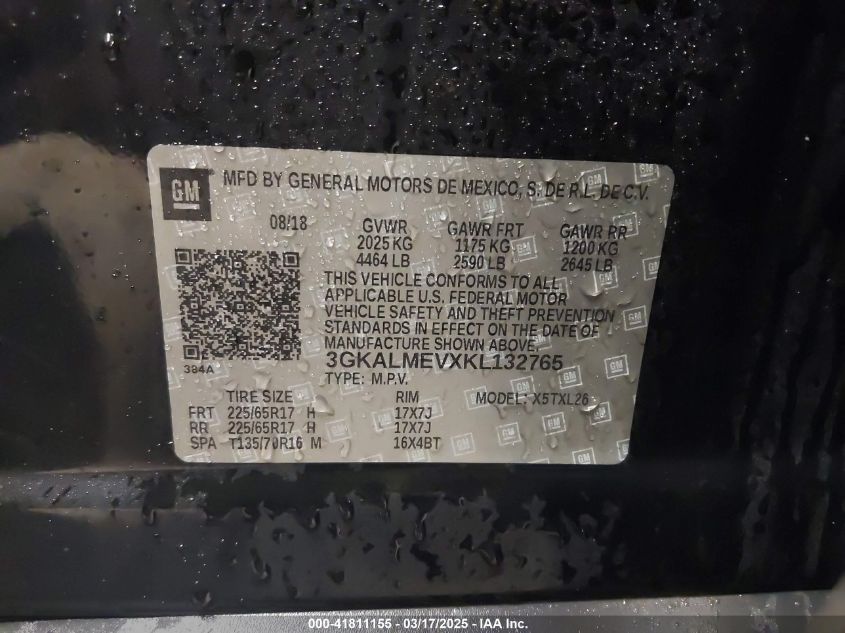 GM MFD BY GENERAL MOTORS DE MEXICO, S. DE R.L. DE C.V.
08/18 GVWR GAWR FRT GAWR RR
2025 KG 1175 KG 1200 KG
4464 LB 2590 LB 2645 LB
THIS VEHICLE CONFORMS TO ALL
APPLICABLE U.S. FEDERAL MOTOR
VEHICLE SAFETY AND THEFT PREVENTION
STANDARDS IN EFFECT ON THE DATE OF
MANUFACTURE SHOWN ABOVE.
394A
3GKALMEVXKL132765
TYPE: M.P.V.
TIRE SIZE RIM MODEL: X5TXL26
FRT 225/65R17 H 17X7J
RR 225/65R17 H 17X7J
SPA T135/70R16 M 16X4BT
000-41811155 - 03/17/2025 - IAA Inc.